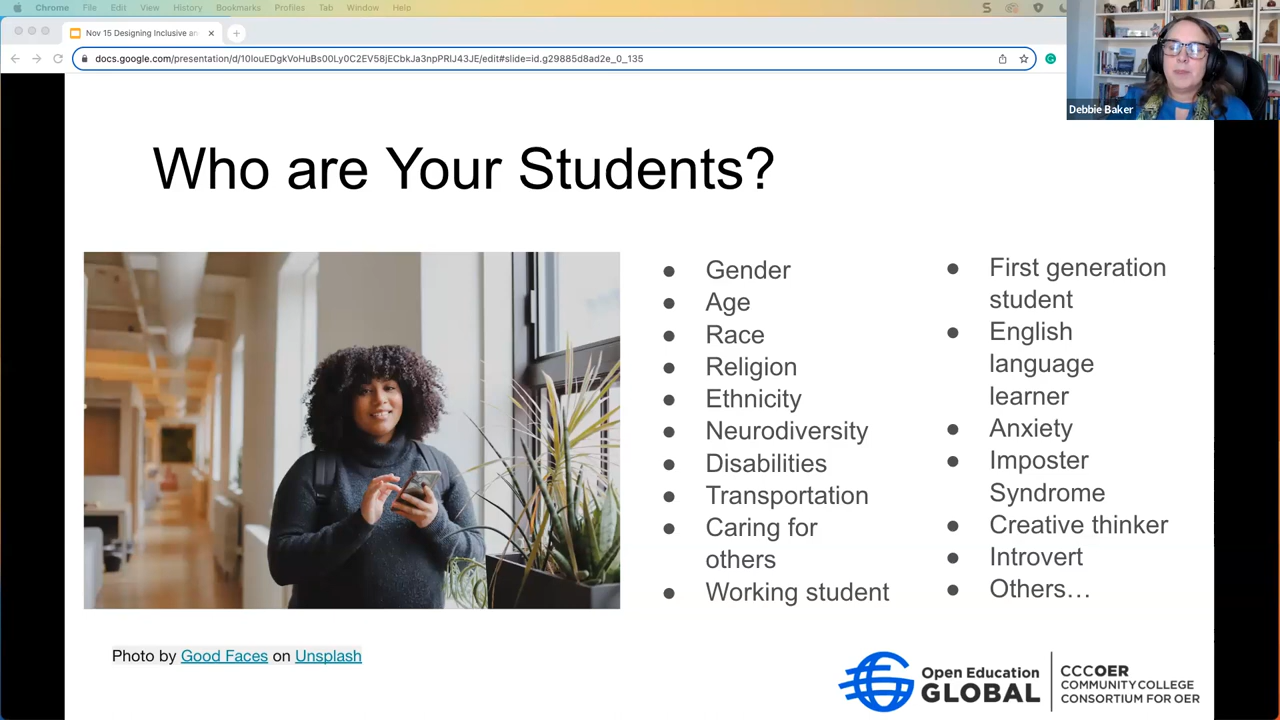 Chrome File Edit View History Bookmarks Profiles Tab Window Help
Nov 15 Designing Inclusive an
docs.google.com/presentation/d/10IouEDgkVoHuBs00Ly0C2EV58jECbkJa3npPRIJ43JE/edit#slide=id.g29885d8ad2e_0_135
Debbie Baker
Who are Your Students?
Gender
Age
Race
Religion
Ethnicity
Neurodiversity
Disabilities
Transportation
Caring for
others
Working student
First generation
student
English
language
learner
Anxiety
Imposter
Syndrome
Creative thinker
Introvert
Others…
Photo by Good Faces on Unsplash
Open Education
GLOBAL
CCCOER
COMMUNITY COLLEGE
CONSORTIUM FOR OER